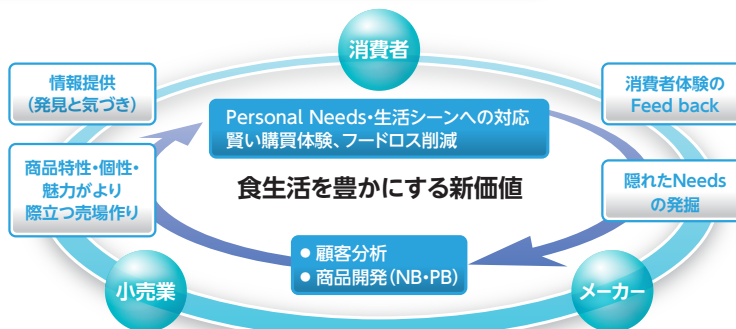 消費者
情報提供
(発見と気づき)
消費者体験の
Feed back
Personal Needs・生活シーンへの対応
賢い購買体験、フードロス削減
商品特性・個性・
魅力がより
際立つ売場作り
食生活を豊かにする新価値
隠れたNeeds
の発掘
● 顧客分析
● 商品開発(NB・PB)
小売業
メーカー